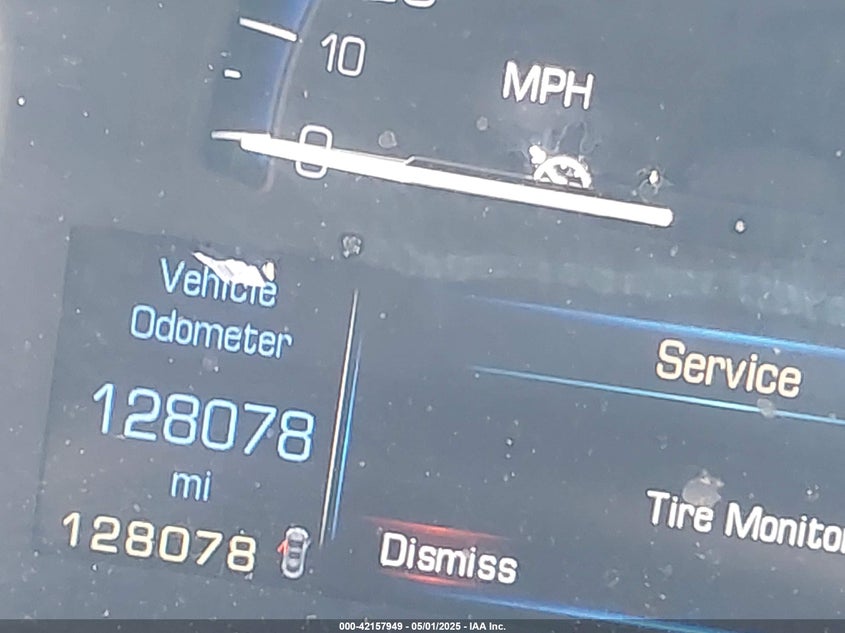 10
MPH
0
Vehicle
Odometer
128078
mi
128078
Service
Tire Monitor
Dismiss
000-42157949 - 05/01/2025 - IAA Inc.